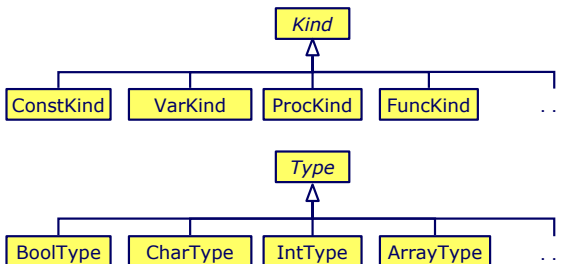 Kind
ConstKind VarKind ProcKind FuncKind . .
Type
BoolType CharType IntType ArrayType . .